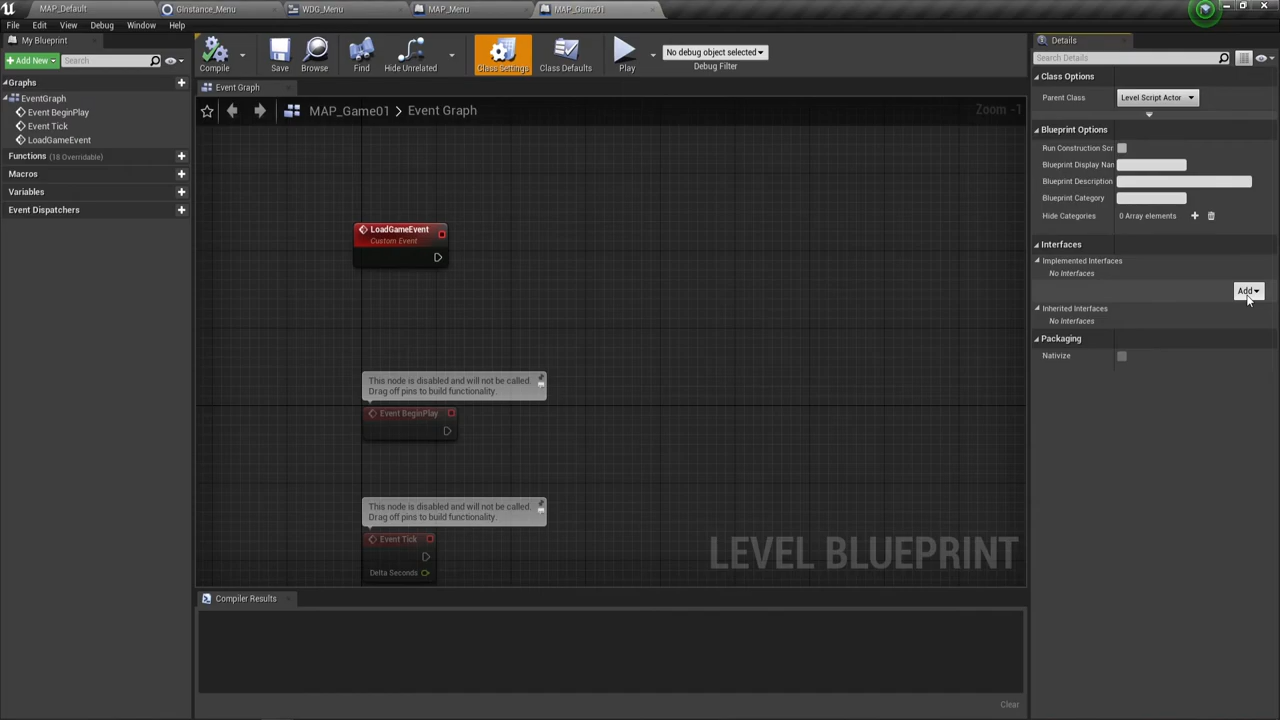 MAP_Default
GInstance_Menu
WDG_Menu
MAP_Menu
MAP_Game01
File Edit View Debug Window Help
My Blueprint
Add New
Search
Graphs
EventGraph
Event BeginPlay
Event Tick
LoadGameEvent
Functions (18 Overridable)
Macros
Variables
Event Dispatchers
Compile
Save
Browse
Find
Hide Unrelated
Class Settings
Class Defaults
Play
No debug object selected
Debug Filter
Event Graph
MAP_Game01 > Event Graph
Zoom -1
LoadGameEvent
Custom Event
This node is disabled and will not be called.
Drag off pins to build functionality.
Event BeginPlay
This node is disabled and will not be called.
Drag off pins to build functionality.
Event Tick
Delta Seconds
LEVEL BLUEPRINT
Compiler Results
Clear
Details
Search Details
Class Options
Parent Class Level Script Actor
Blueprint Options
Run Construction Scr
Blueprint Display Nan
Blueprint Description
Blueprint Category
Hide Categories 0 Array elements
Interfaces
Implemented Interfaces
No Interfaces
Add
Inherited Interfaces
No Interfaces
Packaging
Nativize